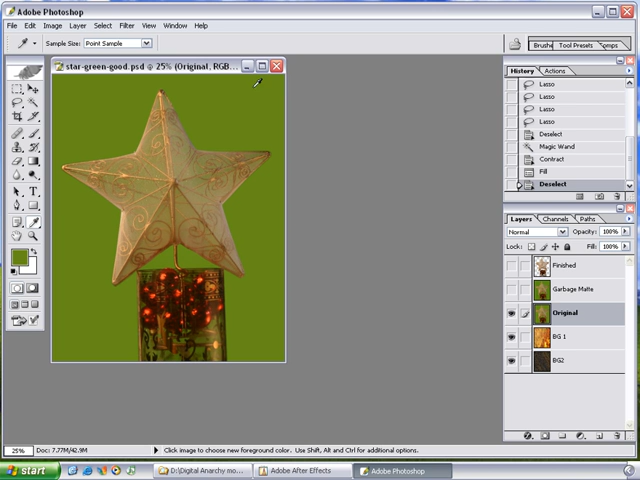 Adobe Photoshop
File Edit Image Layer Select Filter View Window Help
Sample Size: Point Sample
Brushe Tool Presets omps
star-green-good.psd @ 25% (Original, RGB...
History Actions
Lasso
Lasso
Lasso
Lasso
Deselect
Magic Wand
Contract
Fill
Deselect
Layers Channels Paths
Normal Opacity: 100%
Lock: Fill: 100%
Finished
Garbage Matte
Original
BG 1
BG2
25% Doc: 7.77M/42.9M Click image to choose new foreground color. Use Shift, Alt and Ctrl for additional options.
start D:\Digital Anarchy mo... Adobe After Effects Adobe Photoshop